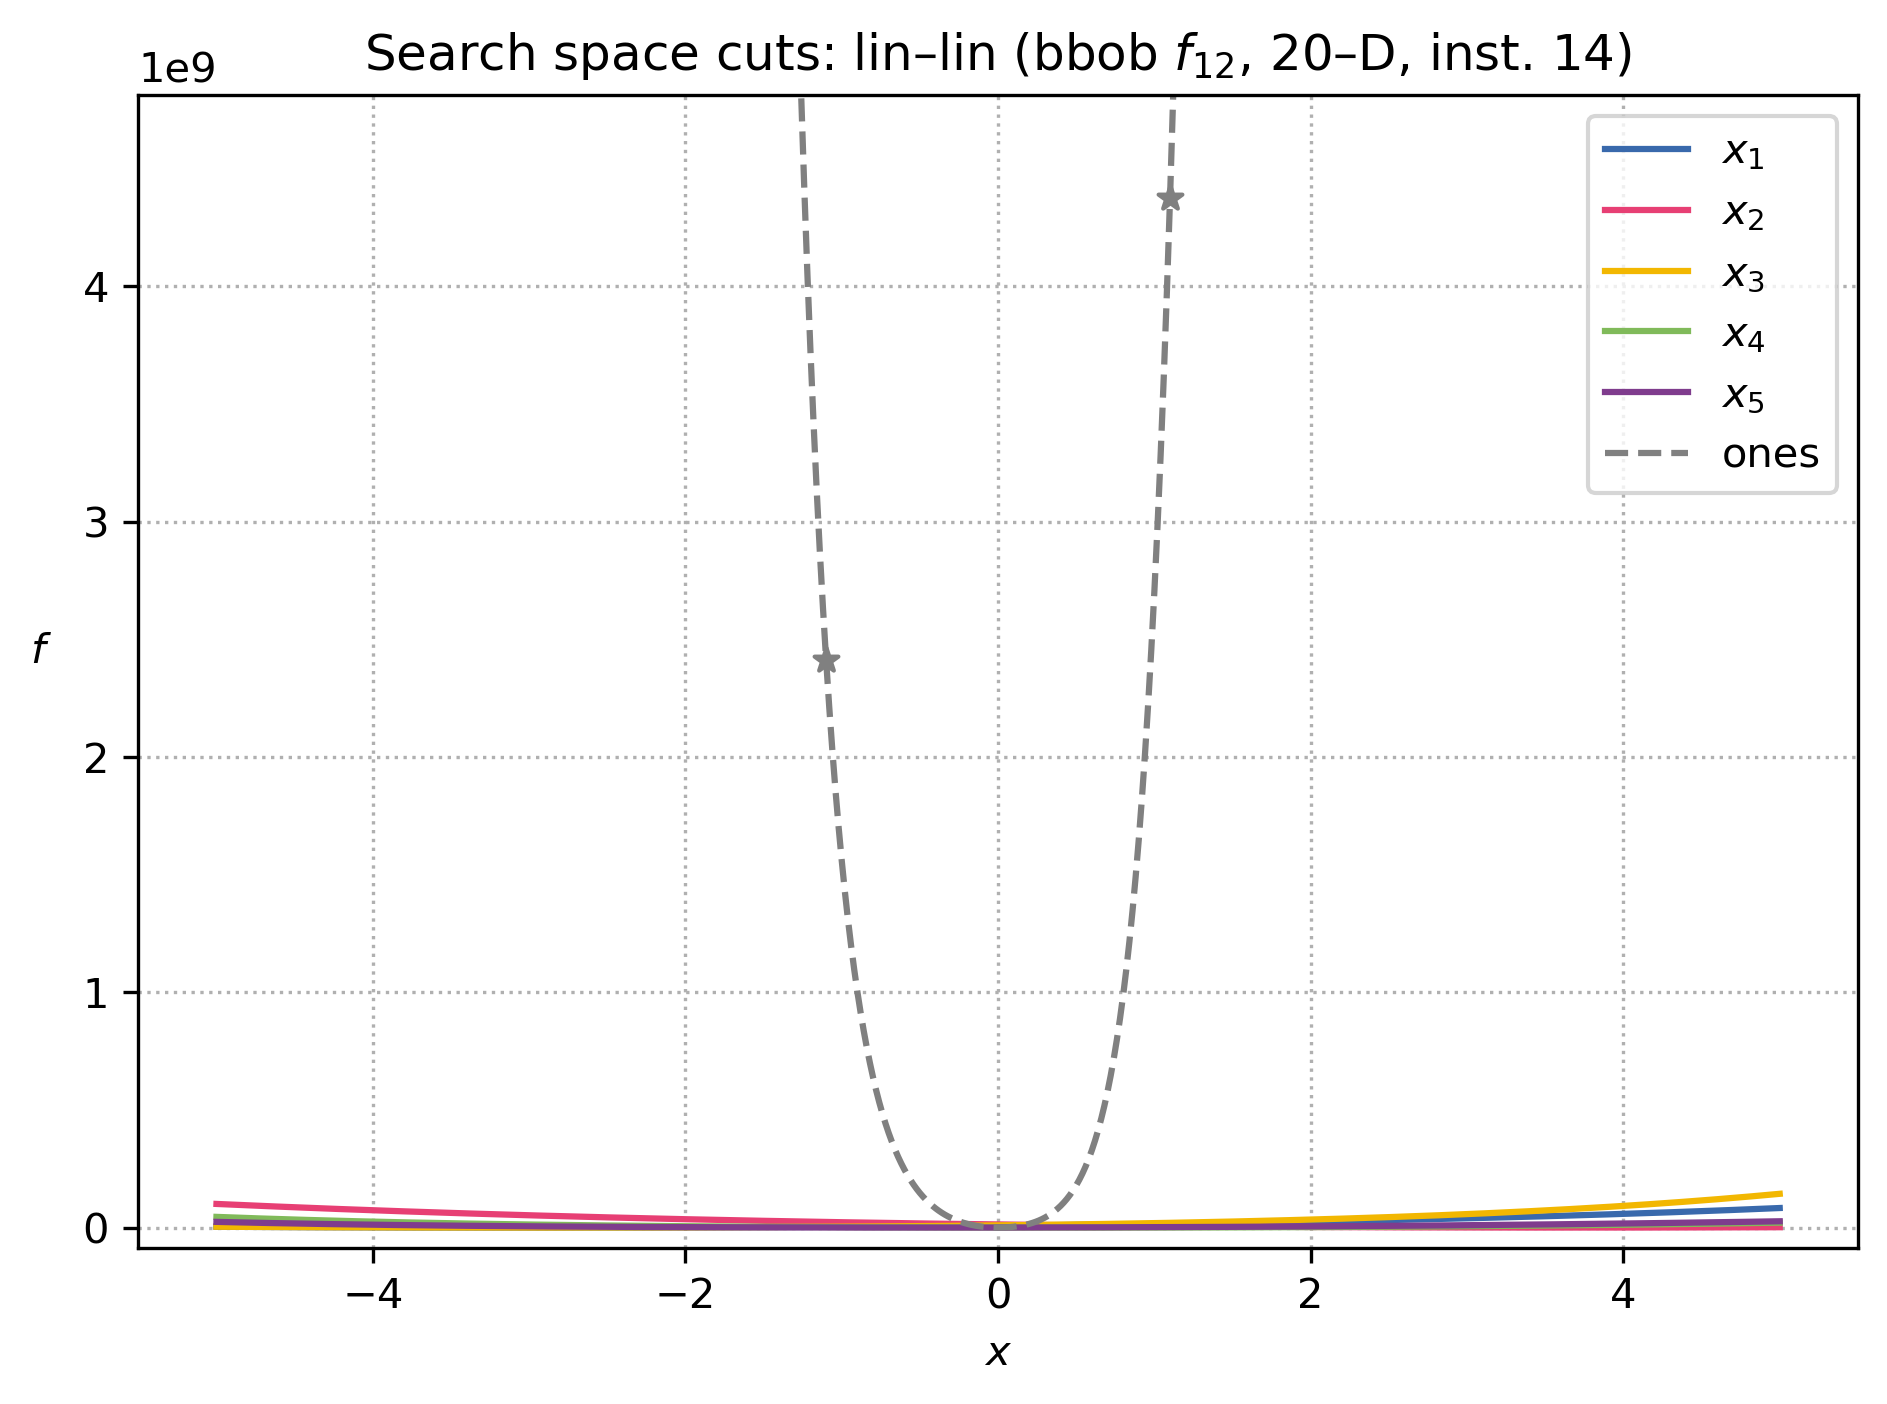 Search space cuts: lin–lin (bbob f12, 20–D, inst. 14)
1e9
x1
x2
x3
x4
x5
ones
4
3
2
1
0
f
−4 −2 0 2 4
x